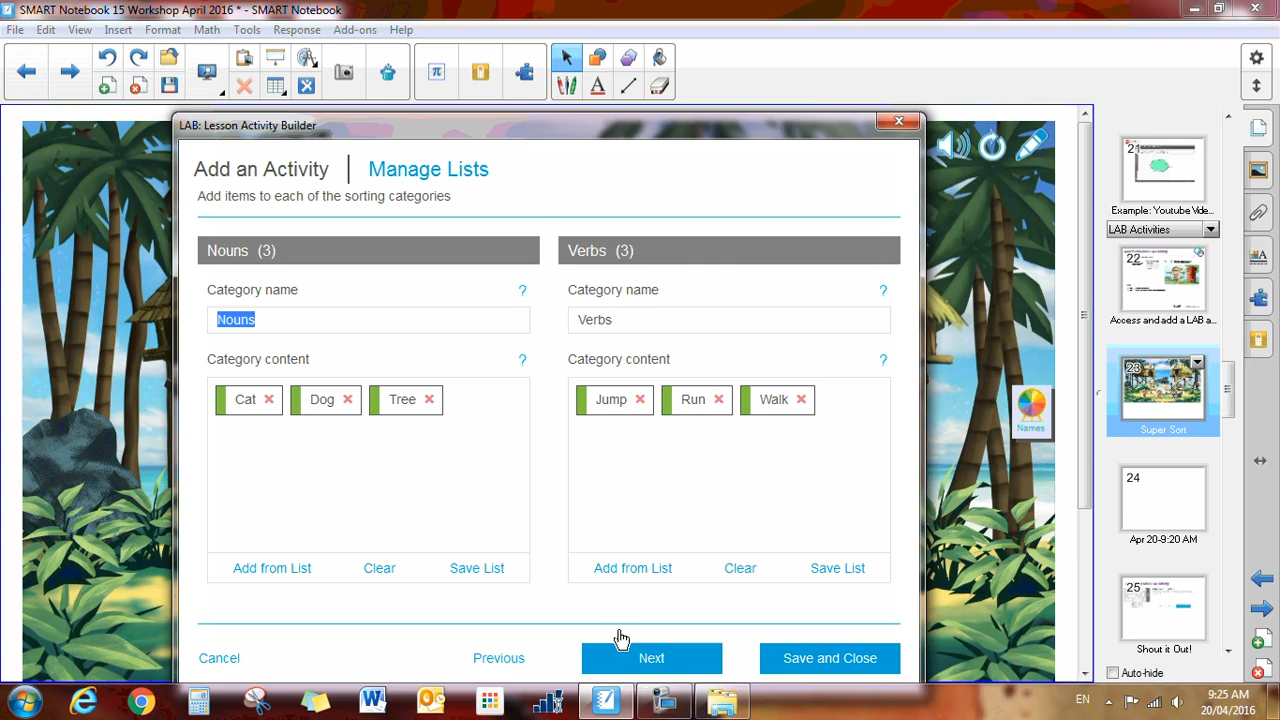 SMART Notebook 15 Workshop April 2016 * - SMART Notebook
File Edit View Insert Format Math Tools Response Add-ons Help
LAB: Lesson Activity Builder
Add an Activity | Manage Lists
Add items to each of the sorting categories
Nouns (3) Verbs (3)
Category name ? Category name ?
Nouns Verbs
Category content ? Category content ?
Cat Dog Tree Jump Run Walk
Add from List Clear Save List Add from List Clear Save List
Cancel Previous Next Save and Close
Names
21
Example: Youtube Vide...
LAB Activities
22
Access and add a LAB a...
23
Super Sort
24
Apr 20-9:20 AM
25
Shout it Out!
Auto-hide
EN 9:25 AM
20/04/2016